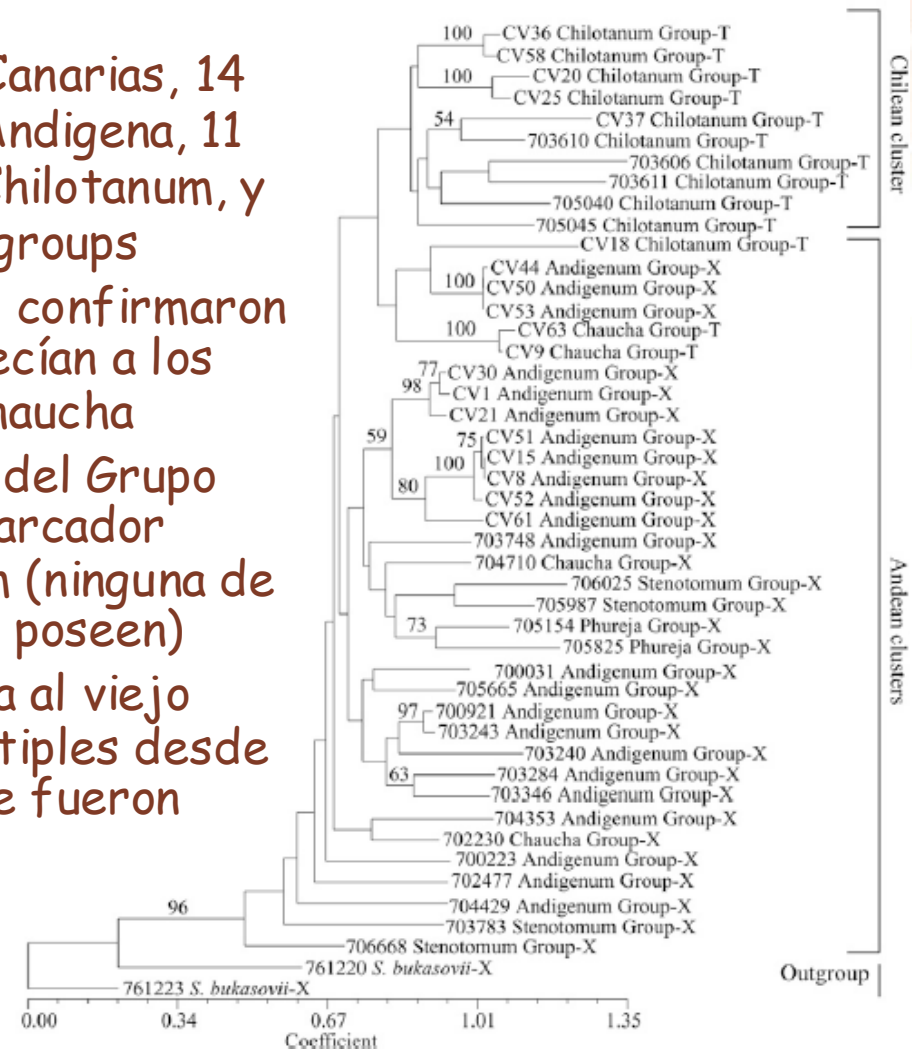 Canarias, 14
Andigena, 11
Chilotanum, y
groups
confirmaron
ecían a los
haucha
del Grupo
arcador
n (ninguna de
poseen)
a al viejo
tiples desde
e fueron
100
CV36 Chilotanum Group-T
CV58 Chilotanum Group-T
100
CV20 Chilotanum Group-T
CV25 Chilotanum Group-T
54
CV37 Chilotanum Group-T
703610 Chilotanum Group-T
703606 Chilotanum Group-T
703611 Chilotanum Group-T
705040 Chilotanum Group-T
705045 Chilotanum Group-T
Chilean cluster
CV18 Chilotanum Group-T
CV44 Andigenum Group-X
100
CV50 Andigenum Group-X
CV53 Andigenum Group-X
100
CV63 Chaucha Group-T
CV9 Chaucha Group-T
77
CV30 Andigenum Group-X
98
CV1 Andigenum Group-X
CV21 Andigenum Group-X
59
75
CV51 Andigenum Group-X
CV15 Andigenum Group-X
100
CV8 Andigenum Group-X
80
CV52 Andigenum Group-X
CV61 Andigenum Group-X
703748 Andigenum Group-X
704710 Chaucha Group-X
706025 Stenotomum Group-X
705987 Stenotomum Group-X
73
705154 Phureja Group-X
705825 Phureja Group-X
700031 Andigenum Group-X
705665 Andigenum Group-X
97
700921 Andigenum Group-X
703243 Andigenum Group-X
703240 Andigenum Group-X
63
703284 Andigenum Group-X
703346 Andigenum Group-X
704353 Andigenum Group-X
702230 Chaucha Group-X
700223 Andigenum Group-X
702477 Andigenum Group-X
704429 Andigenum Group-X
703783 Stenotomum Group-X
96
706668 Stenotomum Group-X
Andean clusters
761220 S. bukasovii-X
761223 S. bukasovii-X
Outgroup
0.00 0.34 0.67 1.01 1.35
Coefficient